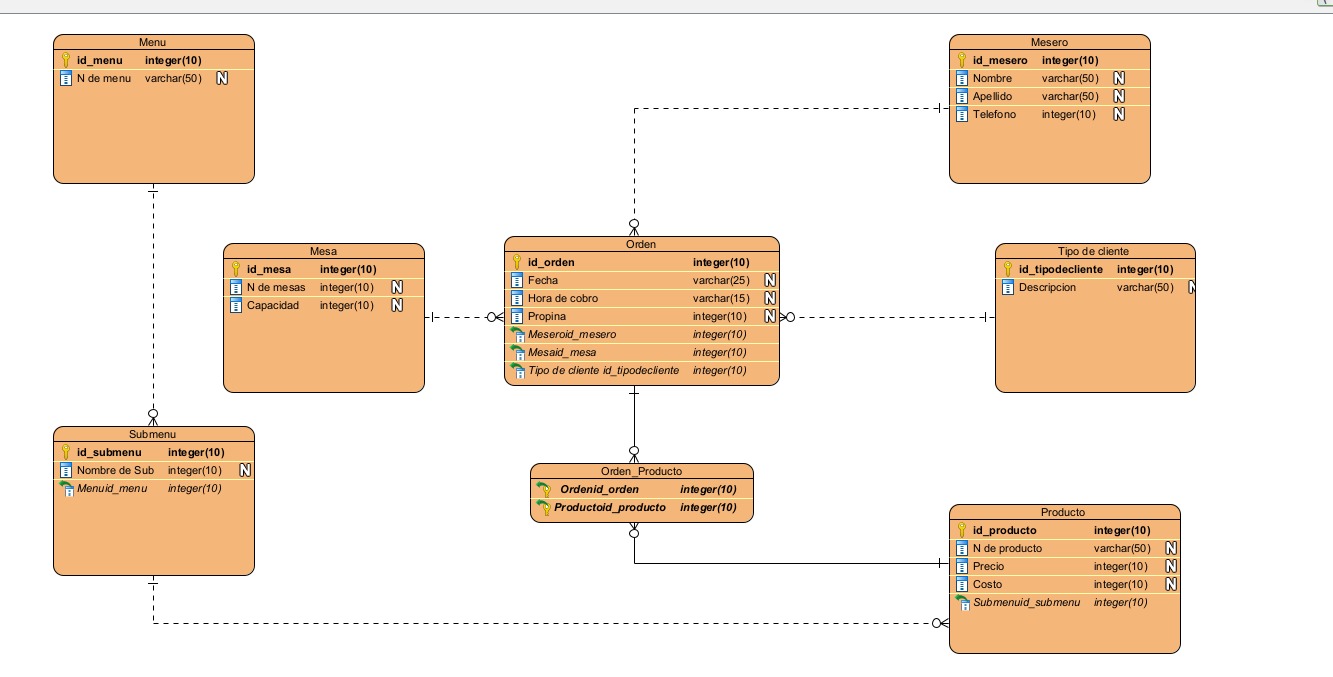 Menu
id_menu integer(10)
N de menu varchar(50) N
Mesero
id_mesero integer(10)
Nombre varchar(50) N
Apellido varchar(50) N
Telefono integer(10) N
Mesa
id_mesa integer(10)
N de mesas integer(10) N
Capacidad integer(10) N
Orden
id_orden integer(10)
Fecha varchar(25) N
Hora de cobro varchar(15) N
Propina integer(10) N
Meseroid_mesero integer(10)
Mesaid_mesa integer(10)
Tipo de cliente id_tipodecliente integer(10)
Tipo de cliente
id_tipodecliente integer(10)
Descripcion varchar(50) N
Submenu
id_submenu integer(10)
Nombre de Sub integer(10) N
Menuid_menu integer(10)
Orden_Producto
Ordenid_orden integer(10)
Productoid_producto integer(10)
Producto
id_producto integer(10)
N de producto varchar(50) N
Precio integer(10) N
Costo integer(10) N
Submenuid_submenu integer(10)